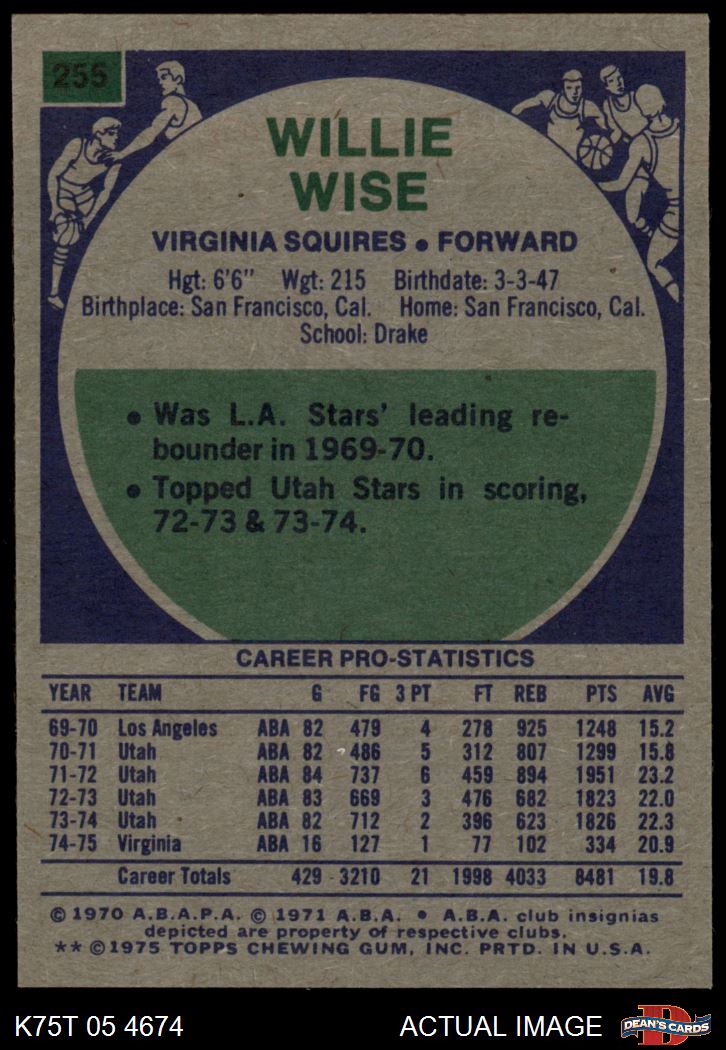 255
WILLIE
WISE
VIRGINIA SQUIRES • FORWARD
Hgt: 6'6" Wgt: 215 Birthdate: 3-3-47
Birthplace: San Francisco, Cal. Home: San Francisco, Cal.
School: Drake
• Was L.A. Stars' leading re-
bounder in 1969-70.
• Topped Utah Stars in scoring,
72-73 & 73-74.
CAREER PRO-STATISTICS
YEAR TEAM G FG 3 PT FT REB PTS AVG
69-70 Los Angeles ABA 82 479 4 278 925 1248 15.2
70-71 Utah ABA 82 486 5 312 807 1299 15.8
71-72 Utah ABA 84 737 6 459 894 1951 23.2
72-73 Utah ABA 83 669 3 476 682 1823 22.0
73-74 Utah ABA 82 712 2 396 623 1826 22.3
74-75 Virginia ABA 16 127 1 77 102 334 20.9
Career Totals 429 3210 21 1998 4033 8481 19.8
© 1970 A.B.A.P.A. © 1971 A.B.A. • A.B.A. club insignias
depicted are property of respective clubs.
** © 1975 TOPPS CHEWING GUM, INC. PRTD. IN U.S.A.
K75T 05 4674 ACTUAL IMAGE
D
DEAN'S CARDS